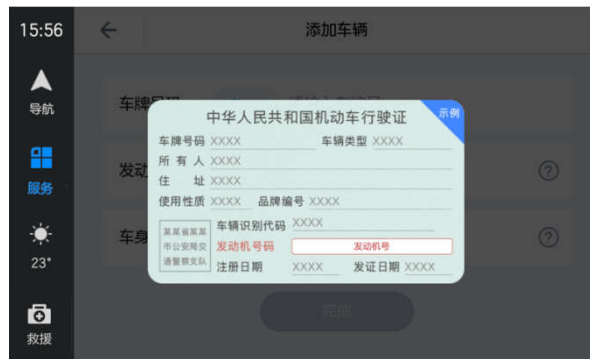 15:56
添加车辆
导航
服务
23°
救援
车牌号码
发动
车身
完成
示例
中华人民共和国机动车行驶证
车牌号码 XXXX 车辆类型 XXXX
所有人 XXXX
住址 XXXX
使用性质 XXXX 品牌编号 XXXX
某某省某某
市公安局交
通警察支队
车辆识别代码 XXXX
发动机号码 发动机号
注册日期 XXXX 发证日期 XXXX